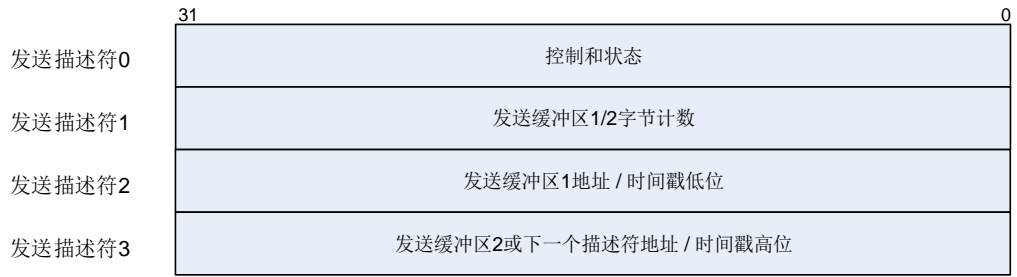 31 0
发送描述符0 控制和状态
发送描述符1 发送缓冲区1/2字节计数
发送描述符2 发送缓冲区1地址 / 时间戳低位
发送描述符3 发送缓冲区2或下一个描述符地址 / 时间戳高位